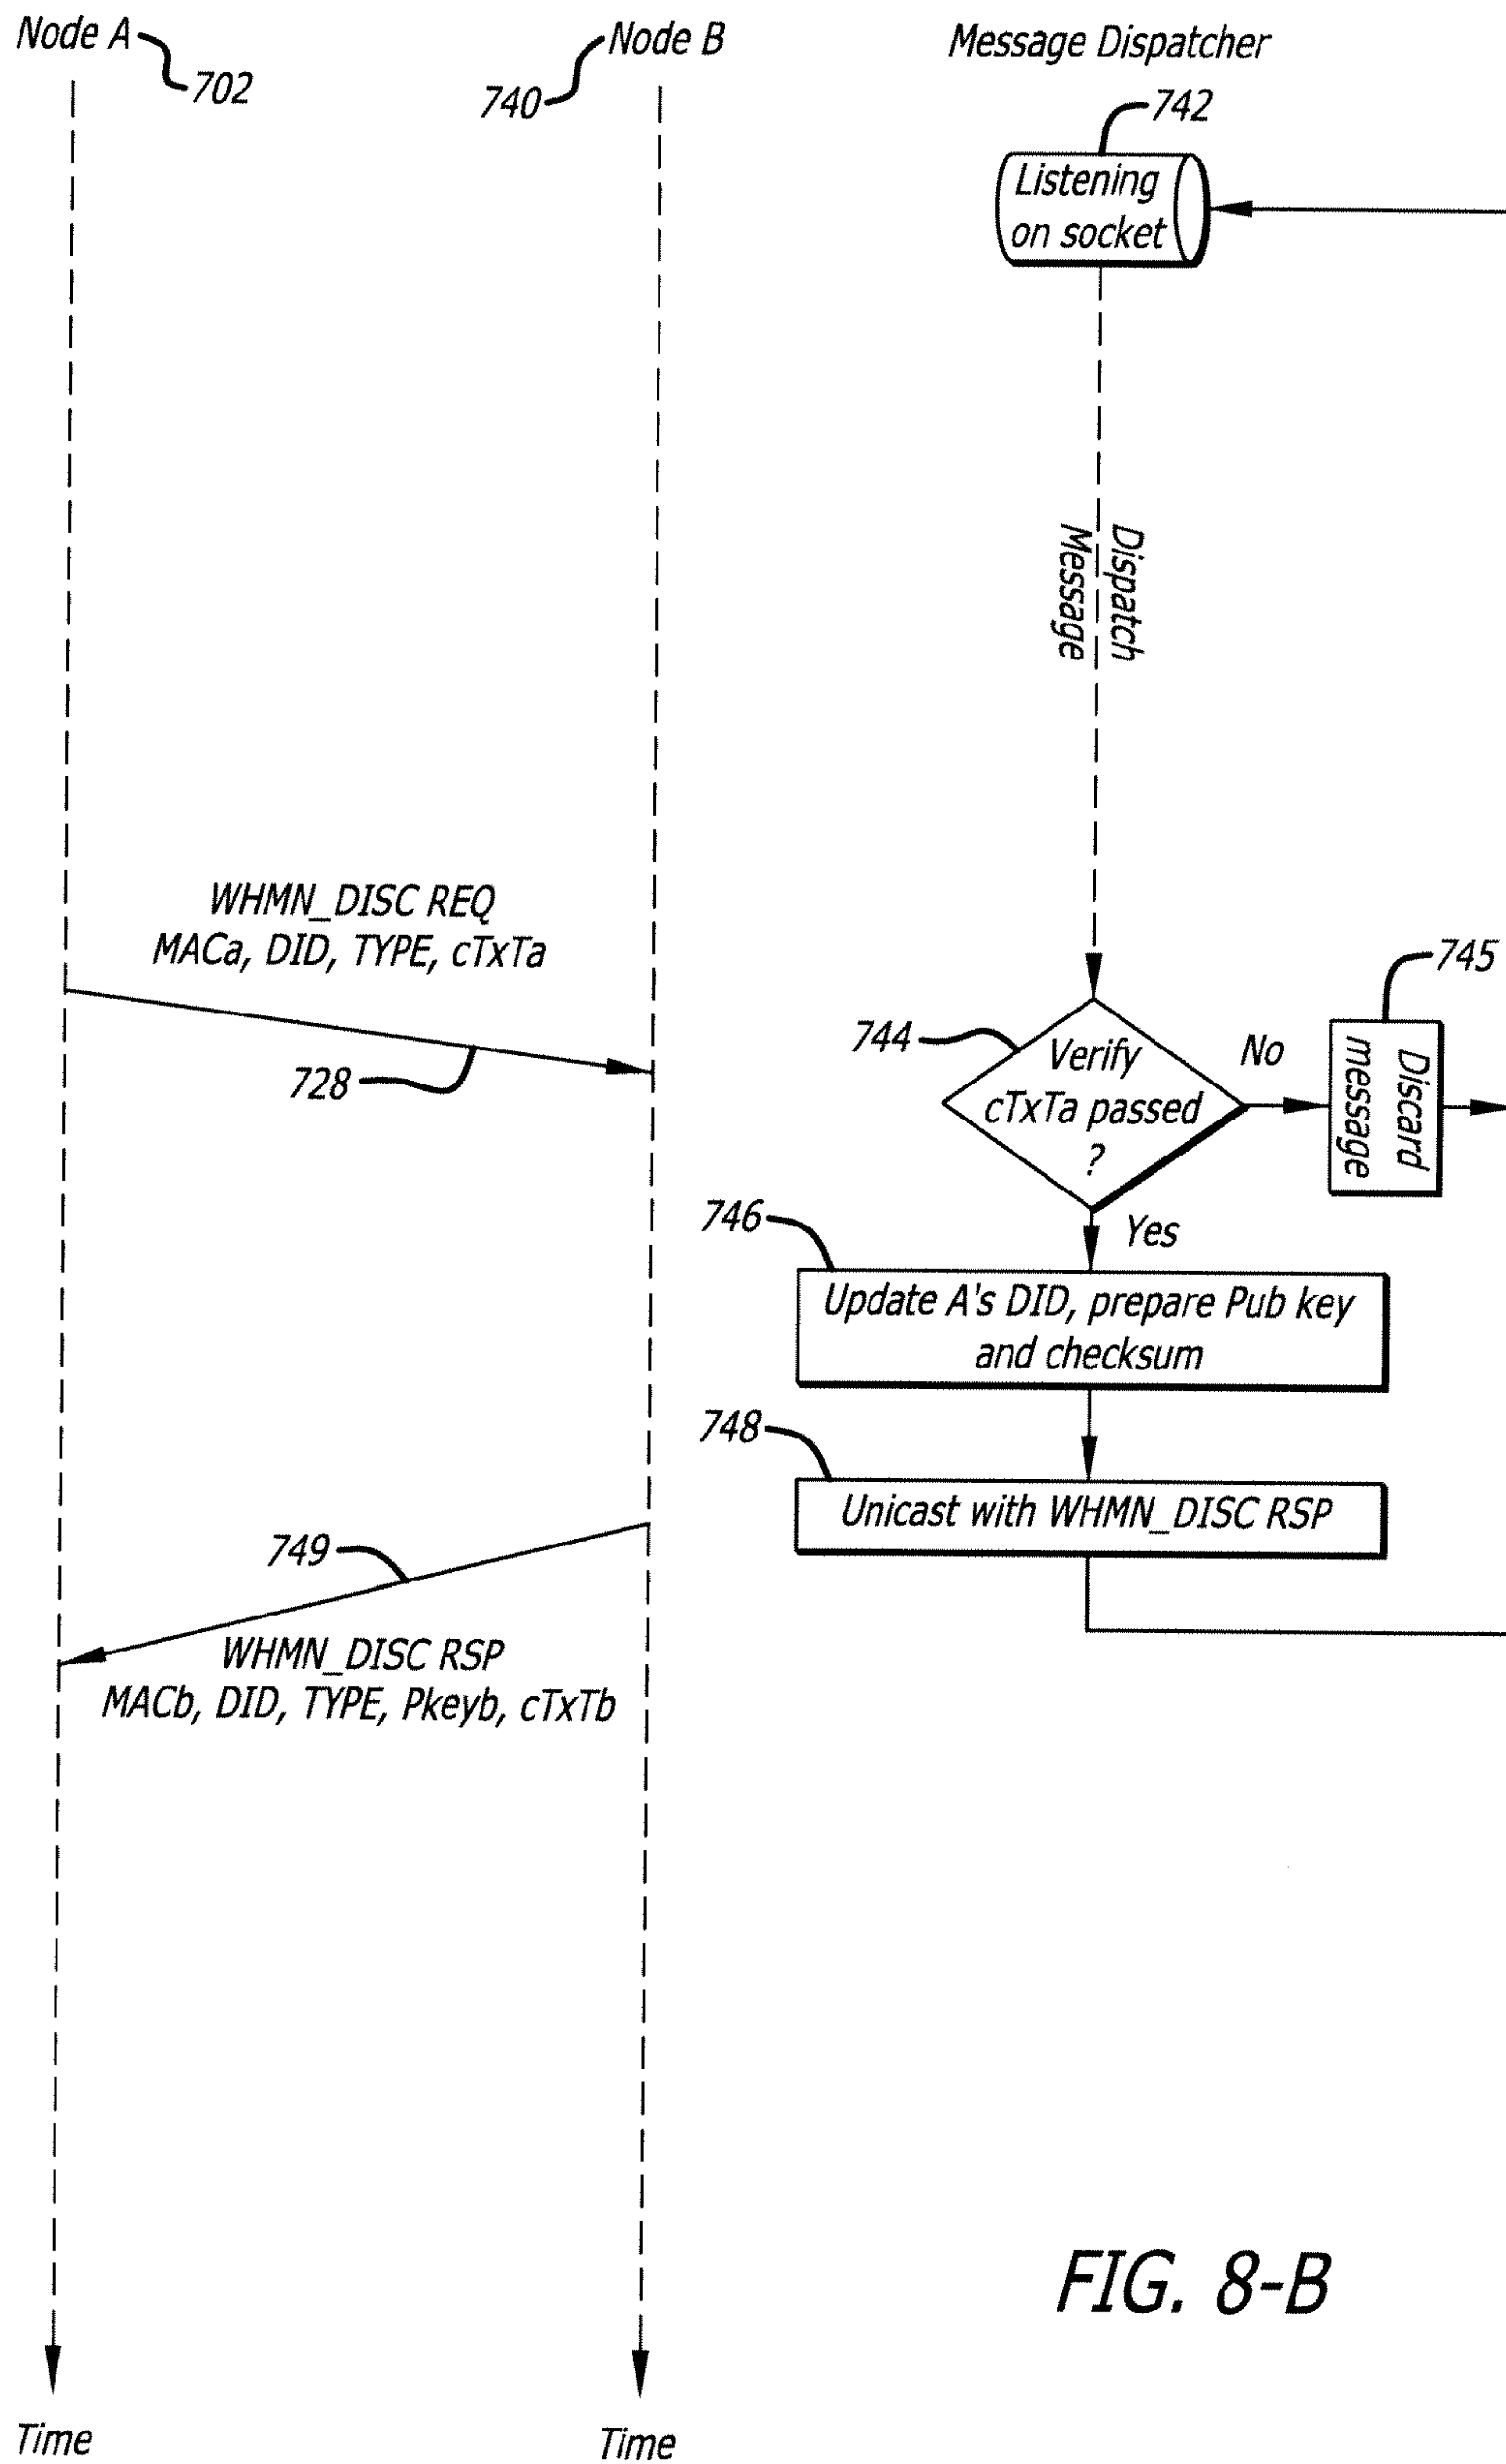 Node A
702
740
Node B
Message Dispatcher
742
Listening
on socket
Dispatch
Message
WHMN_DISC REQ
MACa, DID, TYPE, cTxTa
728
744
Verify
cTxTa passed
?
No
745
Discard
message
Yes
746
Update A's DID, prepare Pub key
and checksum
748
Unicast with WHMN_DISC RSP
749
WHMN_DISC RSP
MACb, DID, TYPE, Pkeyb, cTxTb
FIG. 8-B
Time
Time